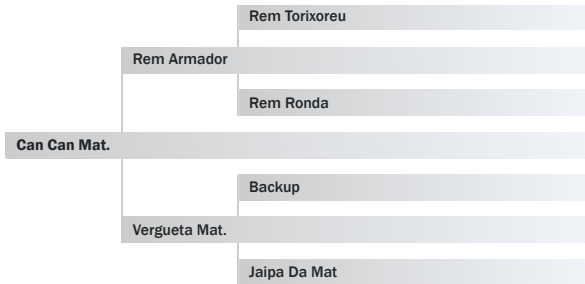 Rem Torixoreu
Rem Armador
Rem Ronda
Can Can Mat.
Backup
Vergueta Mat.
Jaipa Da Mat